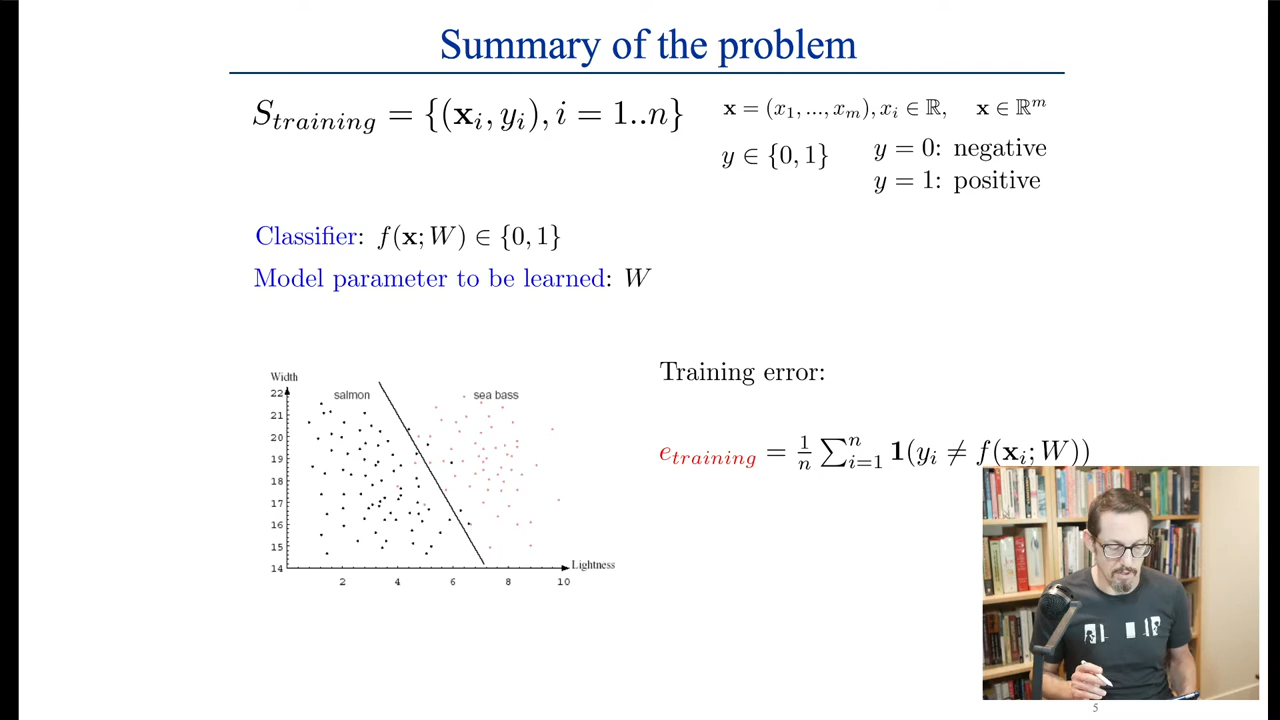 Summary of the problem
S_training = {(x_i, y_i), i = 1..n}
x = (x_1, ..., x_m), x_i ∈ ℝ, x ∈ ℝ^m
y ∈ {0, 1}
y = 0: negative
y = 1: positive
Classifier: f(x; W) ∈ {0, 1}
Model parameter to be learned: W
Training error:
e_training = 1/n ∑_{i=1}^{n} 1(y_i ≠ f(x_i; W))
Width
salmon
sea bass
22
21
20
19
18
17
16
15
14
2 4 6 8 10
Lightness
5